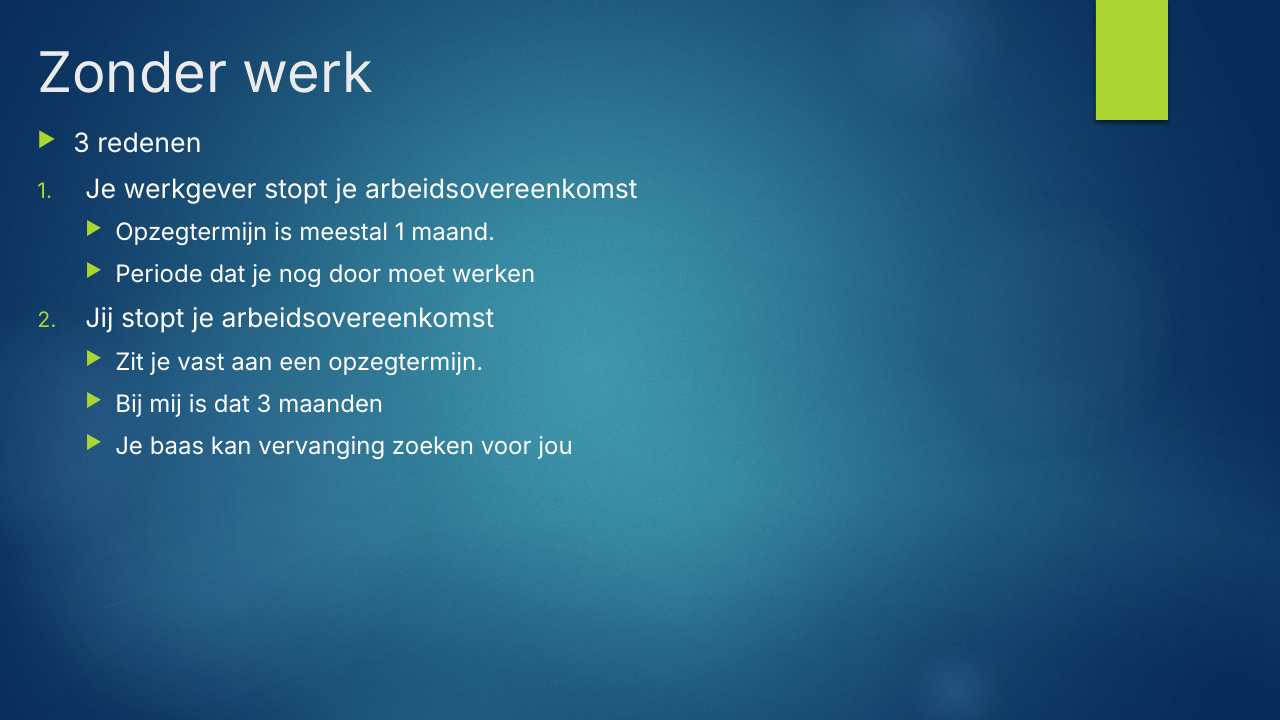 Zonder werk
3 redenen
1. Je werkgever stopt je arbeidsovereenkomst
Opzegtermijn is meestal 1 maand.
Periode dat je nog door moet werken
2. Jij stopt je arbeidsovereenkomst
Zit je vast aan een opzegtermijn.
Bij mij is dat 3 maanden
Je baas kan vervanging zoeken voor jou